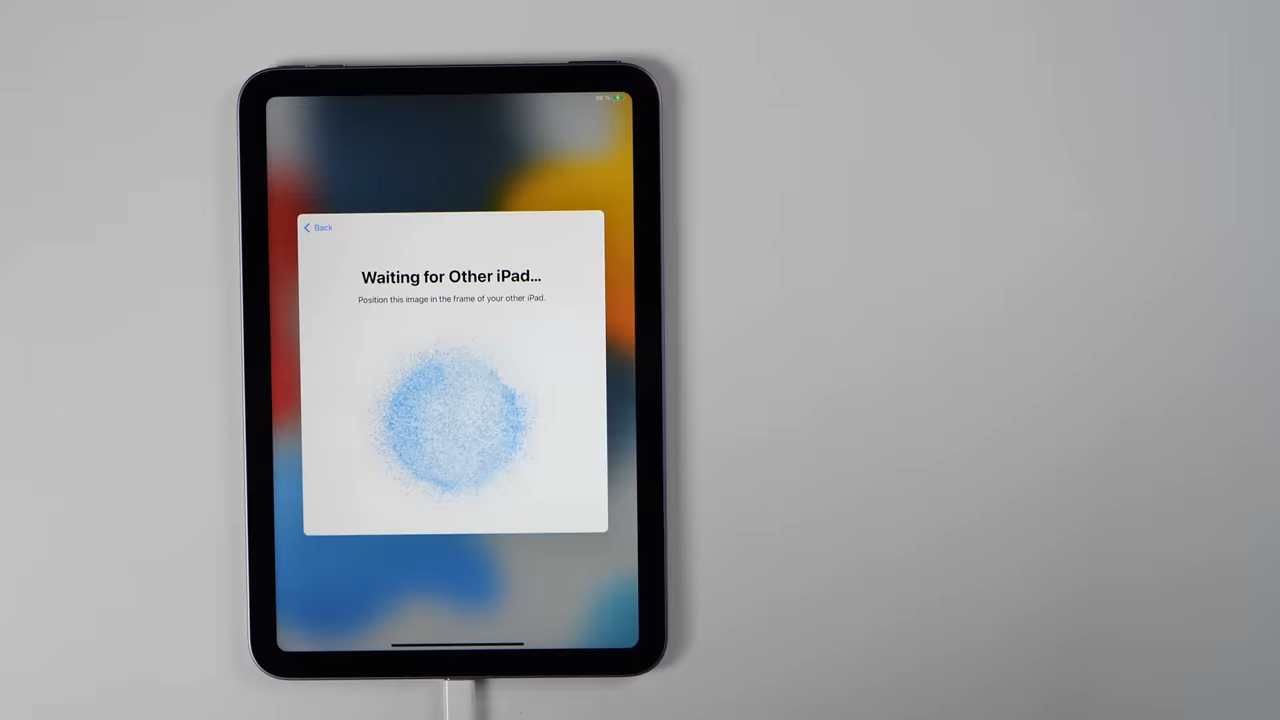 Back
Waiting for Other iPad...
Position this image in the frame of your other iPad.